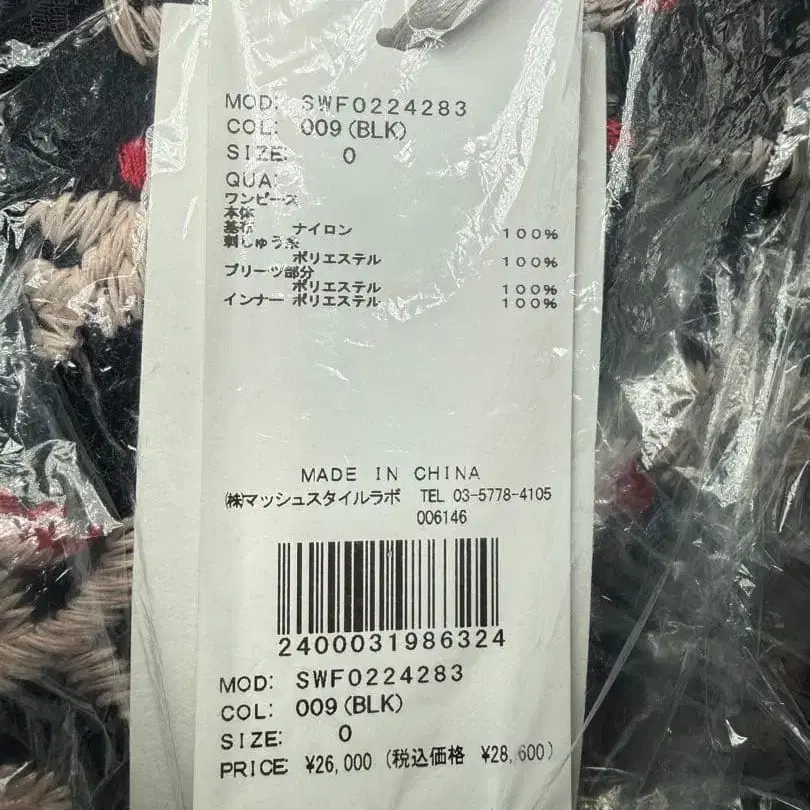 MOD: SWF0224283
COL: 009(BLK)
SIZE: 0
QUA:
ワンピース
本体
基布 ナイロン 100%
刺しゅう糸
ポリエステル 100%
プリーツ部分
ポリエステル 100%
インナー ポリエステル 100%
MADE IN CHINA
㈱マッシュスタイルラボ TEL 03-5778-4105
006146
2400031986324
MOD: SWF0224283
COL: 009(BLK)
SIZE: 0
PRICE: ¥26,000 (税込価格 ¥28,600)